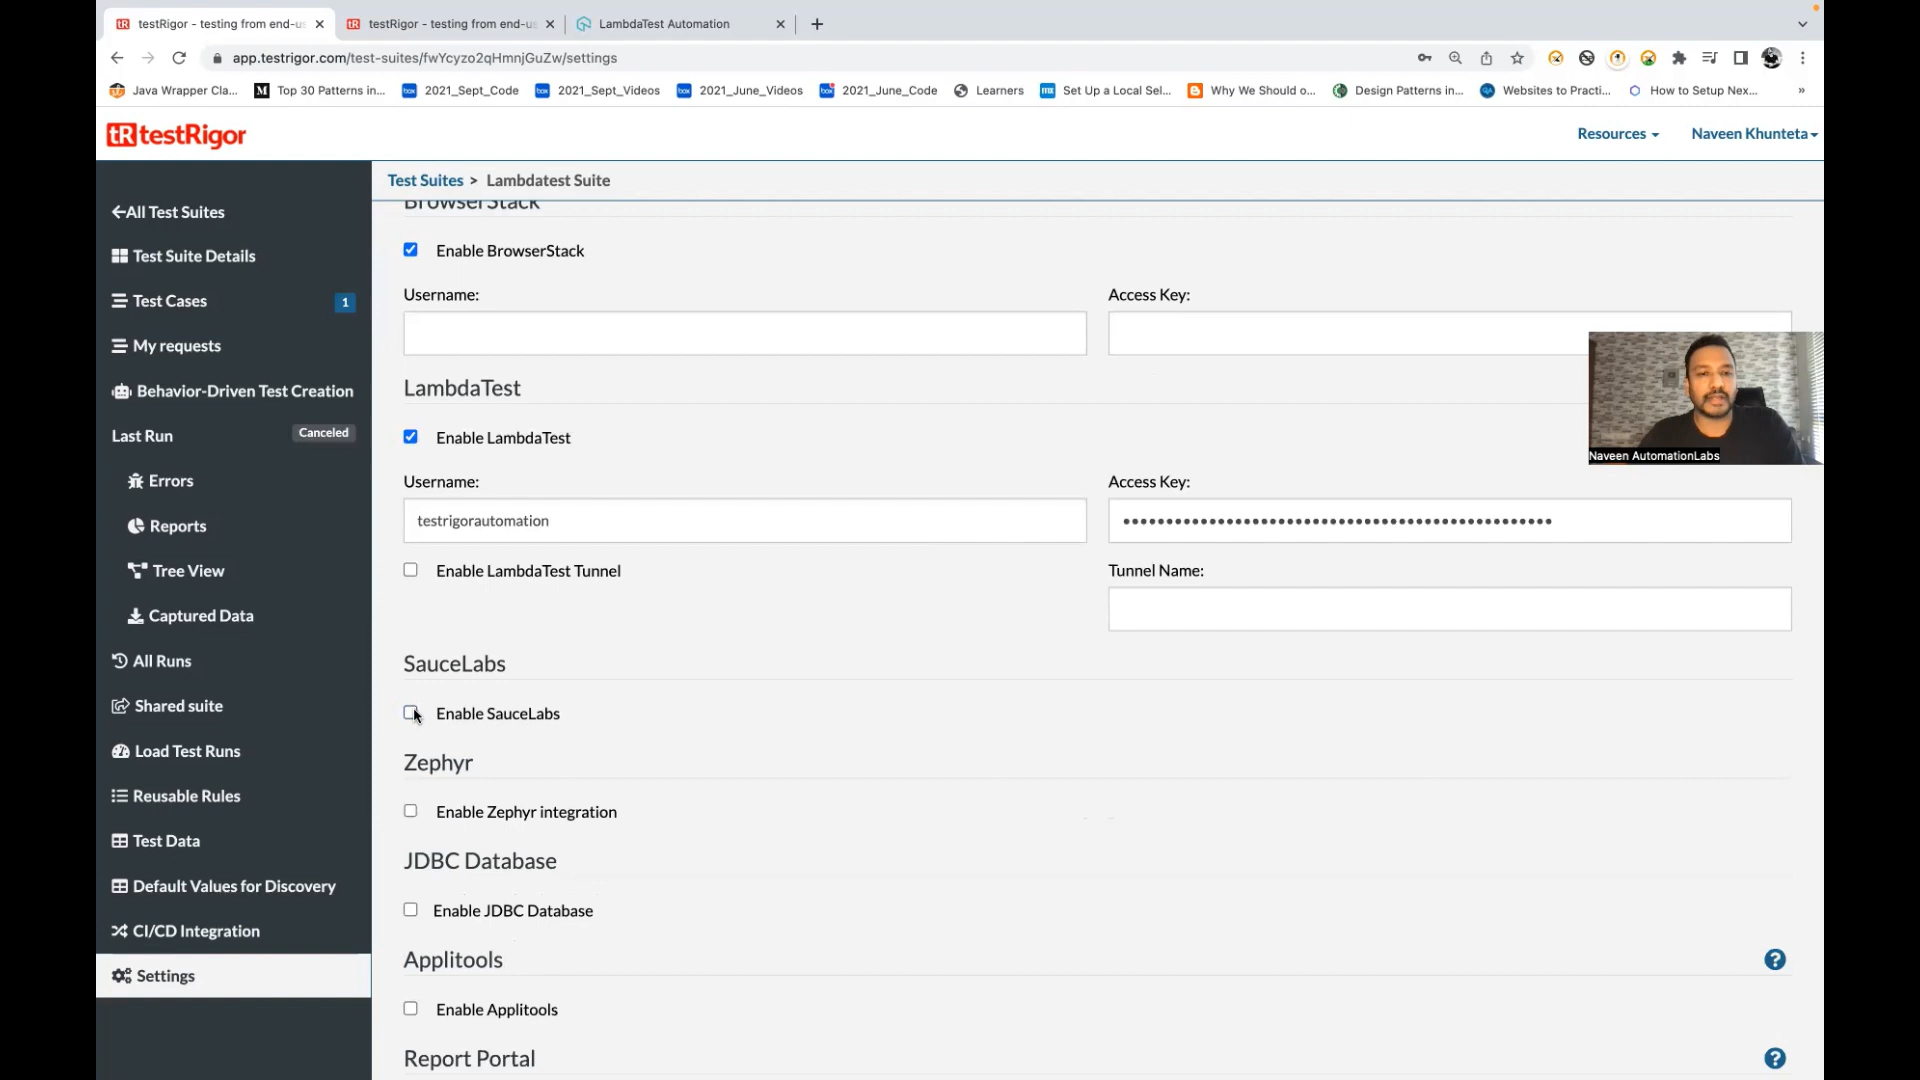 testRigor - testing from end-us
testRigor - testing from end-us
LambdaTest Automation
app.testrigor.com/test-suites/fwYcyzo2qHmnjGuZw/settings
Java Wrapper Cla...
Top 30 Patterns in...
2021_Sept_Code
2021_Sept_Videos
2021_June_Videos
2021_June_Code
Learners
Set Up a Local Sel...
Why We Should o...
Design Patterns in...
Websites to Practi...
How to Setup Nex...
»
tR testRigor
Resources
Naveen Khunteta
Test Suites > Lambdatest Suite
All Test Suites
Test Suite Details
Test Cases 1
My requests
Behavior-Driven Test Creation
Last Run Canceled
Errors
Reports
Tree View
Captured Data
All Runs
Shared suite
Load Test Runs
Reusable Rules
Test Data
Default Values for Discovery
CI/CD Integration
Settings
BrowserStack
Enable BrowserStack
Username:
Access Key:
LambdaTest
Enable LambdaTest
Username:
Access Key:
testrigorautomation
Enable LambdaTest Tunnel
Tunnel Name:
SauceLabs
Enable SauceLabs
Zephyr
Enable Zephyr integration
JDBC Database
Enable JDBC Database
Applitools
?
Enable Applitools
Report Portal
?
Naveen AutomationLabs